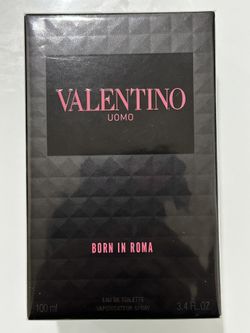 VALENTINO
UOMO
BORN IN ROMA
EAU DE TOILETTE
VAPORISATEUR SPRAY
100 ml
3.4 FL. OZ